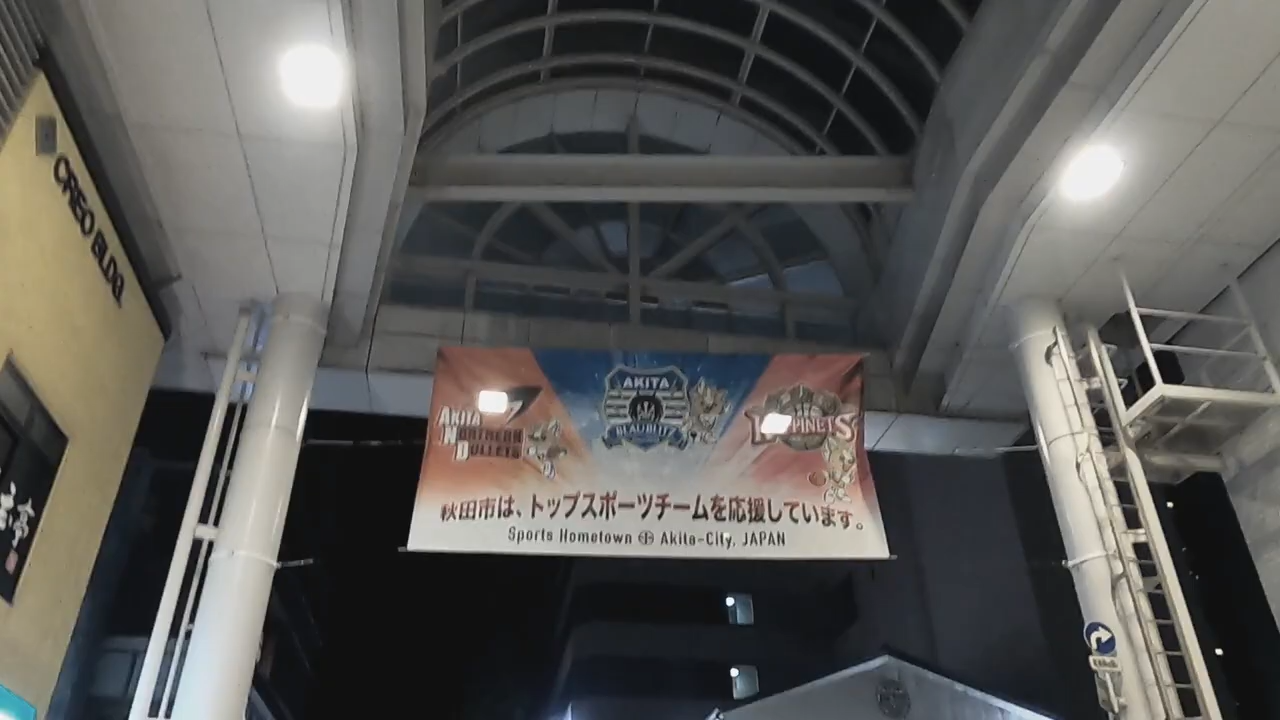 CREO BLDG.
AKITA
NORTHERN
BULLETS
AKITA
BLAUBLITZ
HAPPINETS
秋田市は、トップスポーツチームを応援しています。
Sports Hometown Akita-City, JAPAN